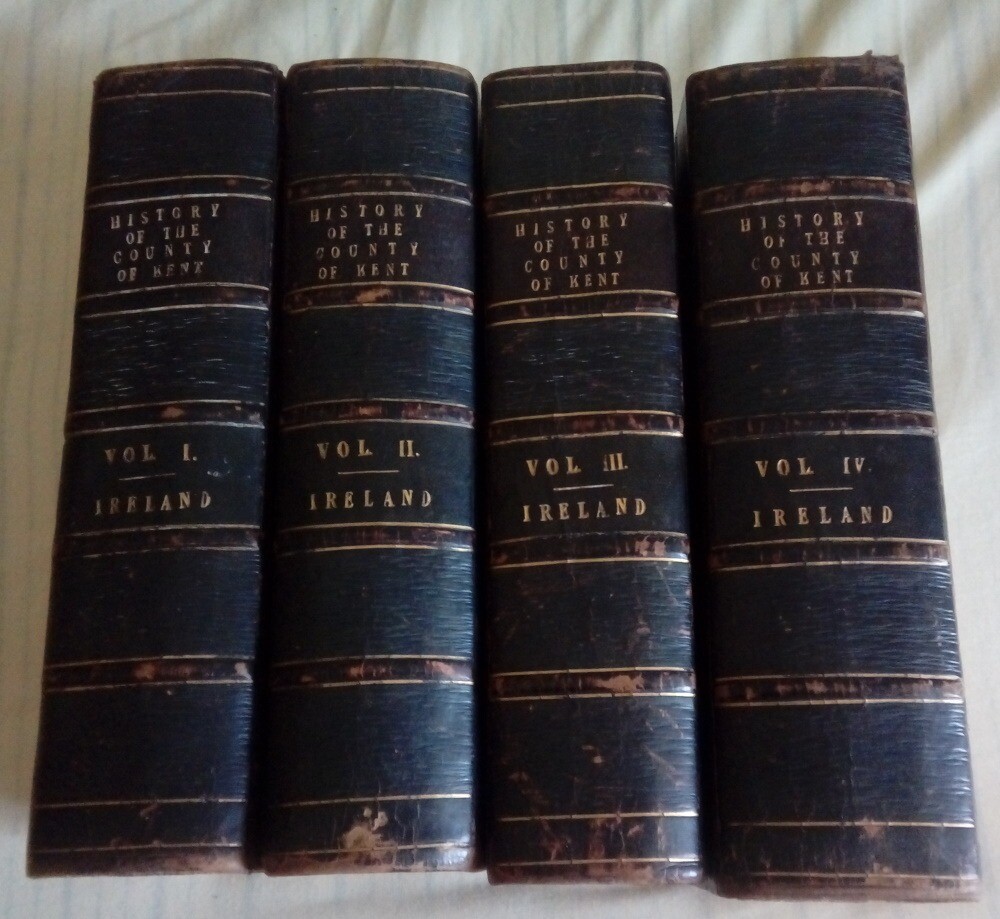 HISTORY
OF THE
COUNTY
OF KENT
VOL I.
IRELAND
HISTORY
OF THE
COUNTY
OF KENT
VOL. II.
IRELAND
HISTORY
OF THE
COUNTY
OF KENT
VOL. III.
IRELAND
HISTORY
OF THE
COUNTY
OF KENT
VOL IV.
IRELAND